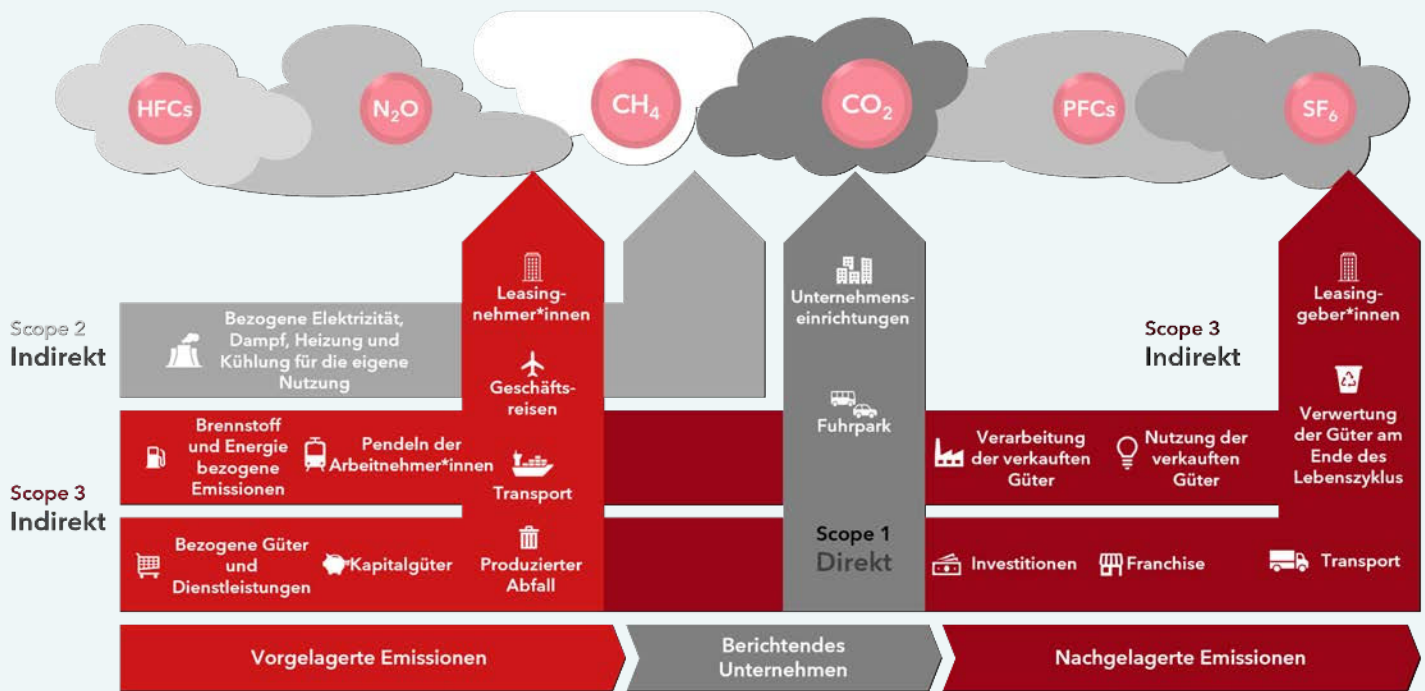 HFCs
N₂O
CH₄
CO₂
PFCs
SF₆
Scope 2
Indirekt
Bezogene Elektrizität,
Dampf, Heizung und
Kühlung für die eigene
Nutzung
Leasing-
nehmer*innen
Geschäfts-
reisen
Transport
Produzierter
Abfall
Unternehmens-
einrichtungen
Fuhrpark
Scope 1
Direkt
Scope 3
Indirekt
Leasing-
geber*innen
Verwertung
der Güter am
Ende des
Lebenszyklus
Transport
Scope 3
Indirekt
Brennstoff
und Energie
bezogene
Emissionen
Pendeln der
Arbeitnehmer*innen
Bezogene Güter
und
Dienstleistungen
Kapitalgüter
Verarbeitung
der verkauften
Güter
Nutzung der
verkauften
Güter
Investitionen
Franchise
Vorgelagerte Emissionen
Berichtendes
Unternehmen
Nachgelagerte Emissionen